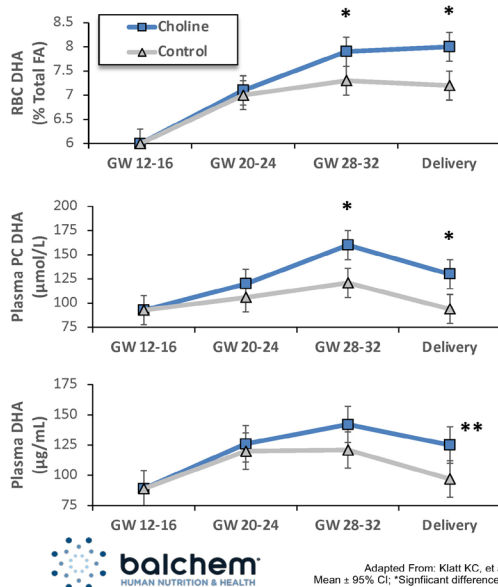 RBC DHA
(% Total FA)
8.5
8
7.5
7
6.5
6
Choline
Control
*
*
GW 12-16
GW 20-24
GW 28-32
Delivery
Plasma PC DHA
(µmol/L)
200
175
150
125
100
75
*
*
GW 12-16
GW 20-24
GW 28-32
Delivery
Plasma DHA
(µg/mL)
175
150
125
100
75
**
GW 12-16
GW 20-24
GW 28-32
Delivery
balchem
HUMAN NUTRITION & HEALTH
Adapted From: Klatt KC, et
Mean ± 95% CI; *Signfiicant difference